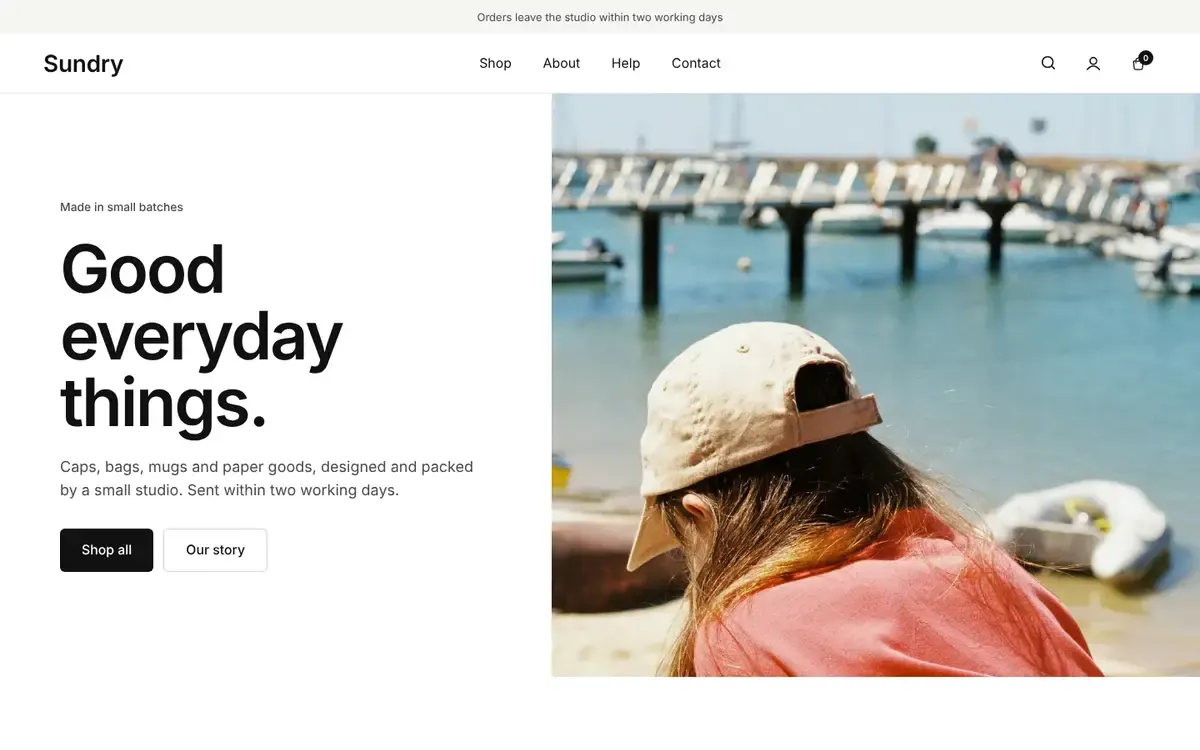 Orders leave the studio within two working days
Sundry
Shop
About
Help
Contact
0
Made in small batches
Good
everyday
things.
Caps, bags, mugs and paper goods, designed and packed
by a small studio. Sent within two working days.
Shop all
Our story